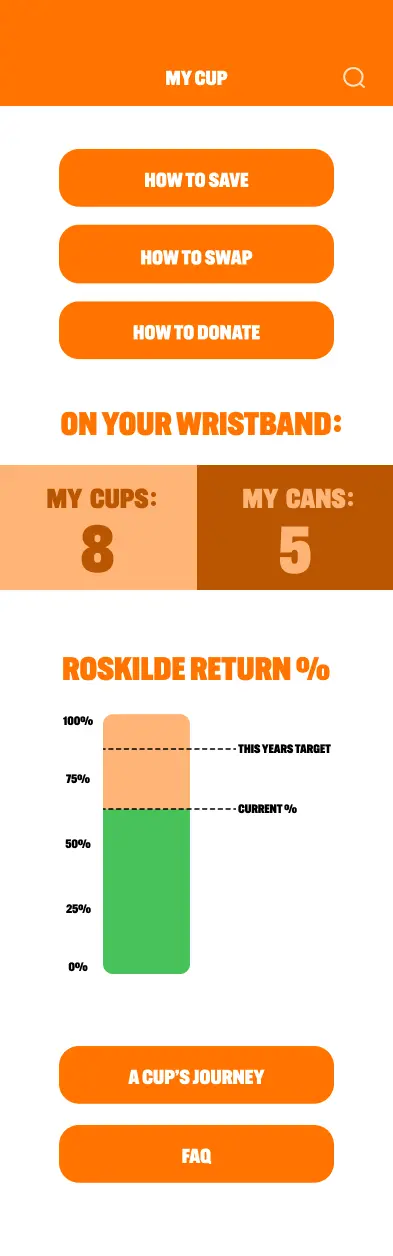 MY CUP
HOW TO SAVE
HOW TO SWAP
HOW TO DONATE
ON YOUR WRISTBAND:
MY CUPS:
8
MY CANS:
5
ROSKILDE RETURN %
100%
THIS YEARS TARGET
75%
CURRENT %
50%
25%
0%
A CUP'S JOURNEY
FAQ